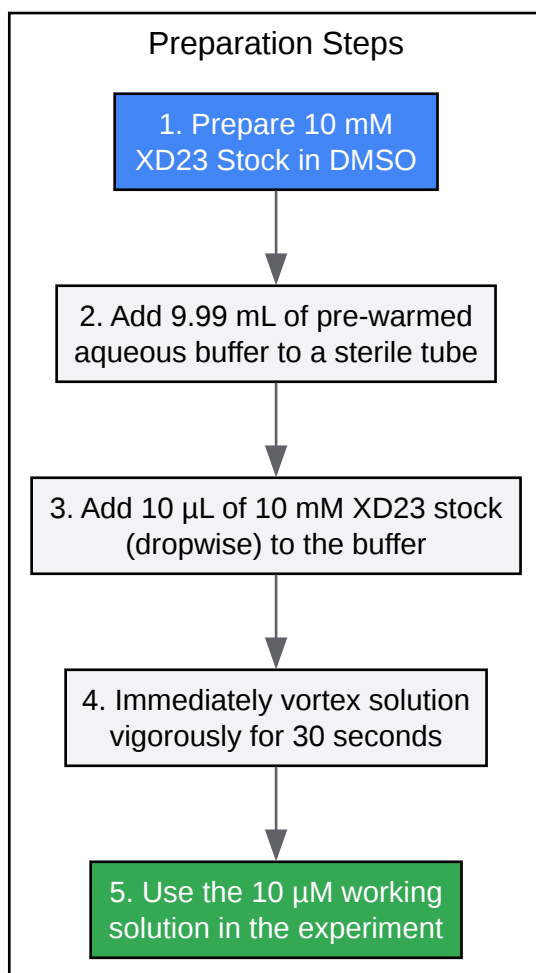 Preparation Steps
1. Prepare 10 mM
XD23 Stock in DMSO
2. Add 9.99 mL of pre-warmed
aqueous buffer to a sterile tube
3. Add 10 µL of 10 mM XD23 stock
(dropwise) to the buffer
4. Immediately vortex solution
vigorously for 30 seconds
5. Use the 10 µM working
solution in the experiment